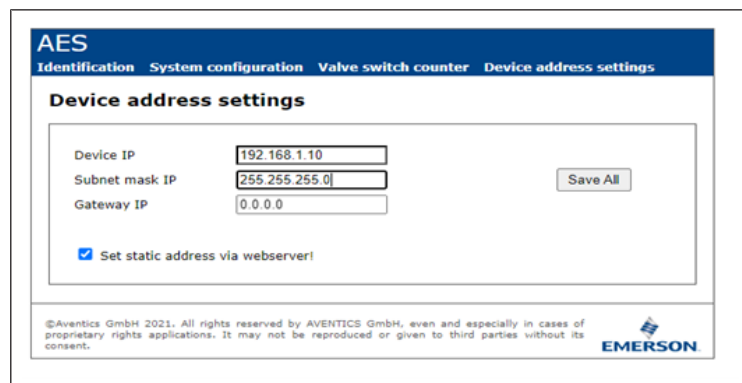 AES
Identification System configuration Valve switch counter Device address settings
Device address settings
Device IP 192.168.1.10
Subnet mask IP 255.255.255.0
Save All
Gateway IP 0.0.0.0
Set static address via webserver!
©Aventics GmbH 2021. All rights reserved by AVENTICS GmbH, even and especially in cases of
proprietary rights applications. It may not be reproduced or given to third parties without its
consent.
EMERSON